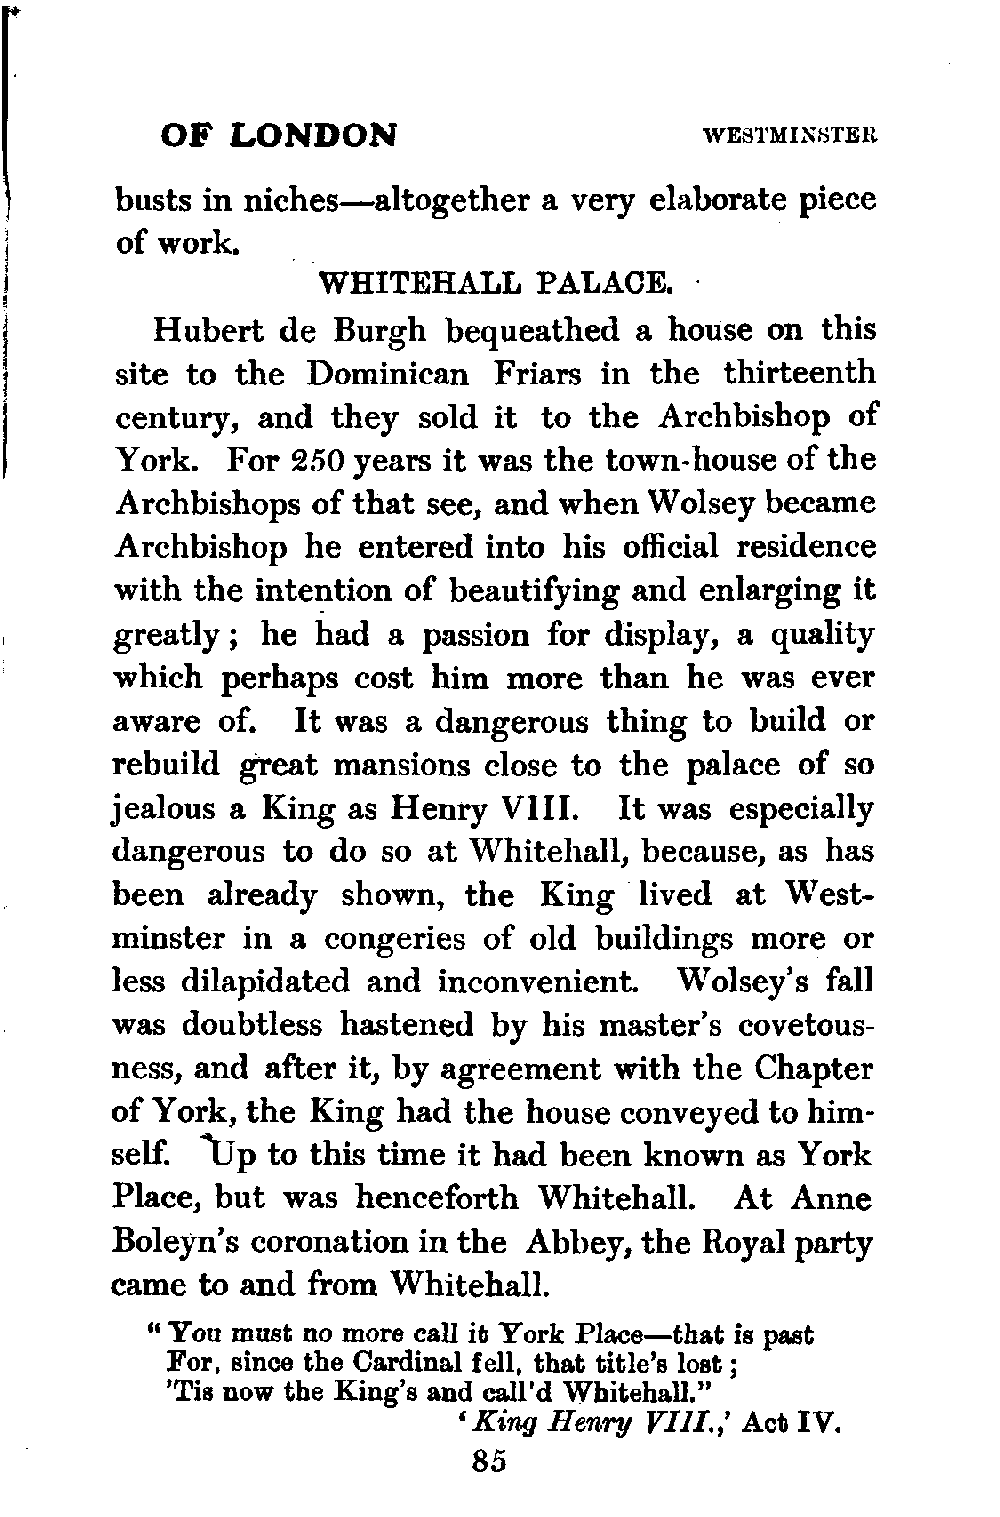 OF LONDON WESTMINSTER
busts in niches—altogether a very elaborate piece
of work.
WHITEHALL PALACE.
Hubert de Burgh bequeathed a house on this
site to the Dominican Friars in the thirteenth
century, and they sold it to the Archbishop of
York. For 250 years it was the town-house of the
Archbishops of that see, and when Wolsey became
Archbishop he entered into his official residence
with the intention of beautifying and enlarging it
greatly; he had a passion for display, a quality
which perhaps cost him more than he was ever
aware of. It was a dangerous thing to build or
rebuild great mansions close to the palace of so
jealous a King as Henry VIII. It was especially
dangerous to do so at Whitehall, because, as has
been already shown, the King lived at West-
minster in a congeries of old buildings more or
less dilapidated and inconvenient. Wolsey's fall
was doubtless hastened by his master's covetous-
ness, and after it, by agreement with the Chapter
of York, the King had the house conveyed to him-
self. Up to this time it had been known as York
Place, but was henceforth Whitehall. At Anne
Boleyn's coronation in the Abbey, the Royal party
came to and from Whitehall.
"You must no more call it York Place—that is past
For, since the Cardinal fell, that title's lost;
'Tis now the King's and call'd Whitehall."
'King Henry VIII.,' Act IV.
85